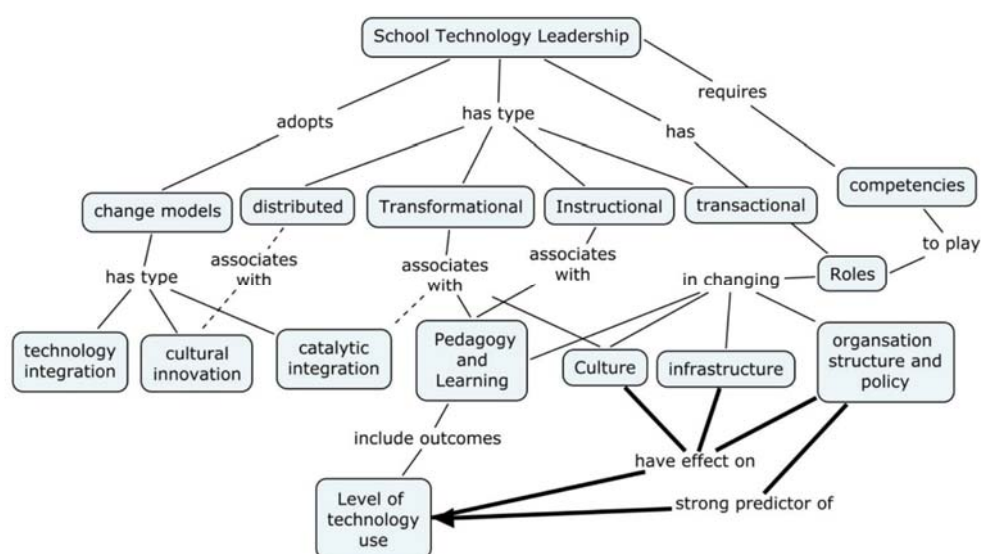 School Technology Leadership
requires
adopts
has type
has
change models
distributed
Transformational
Instructional
transactional
competencies
has type
associates
with
associates
with
associates
with
in changing
Roles
to play
technology
integration
cultural
innovation
catalytic
integration
Pedagogy
and
Learning
Culture
infrastructure
organsation
structure and
policy
include outcomes
have effect on
strong predictor of
Level of
technology
use